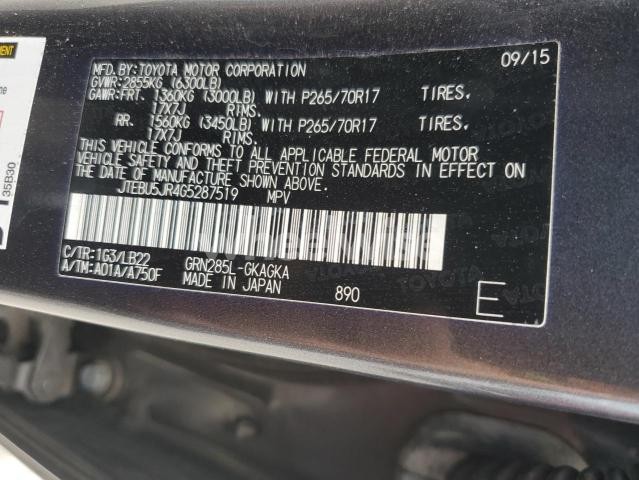 09/15
MFD.BY:TOYOTA MOTOR CORPORATION
GVWR:2855KG (6300LB)
GAWR:FRT. 1360KG (3000LB) WITH P265/70R17 TIRES.
17X7J RIMS.
RR. 1560KG (3450LB) WITH P265/70R17 TIRES.
17X7J RIMS.
THIS VEHICLE CONFORMS TO ALL APPLICABLE FEDERAL MOTOR
VEHICLE SAFETY AND THEFT PREVENTION STANDARDS IN EFFECT ON
THE DATE OF MANUFACTURE SHOWN ABOVE.
JTEBU5JR4G5287519 MPV
C/TR:1G3/LB22 GRN285L-GKAGKA
A/TM:A01A/A750F MADE IN JAPAN 890
E
35B30